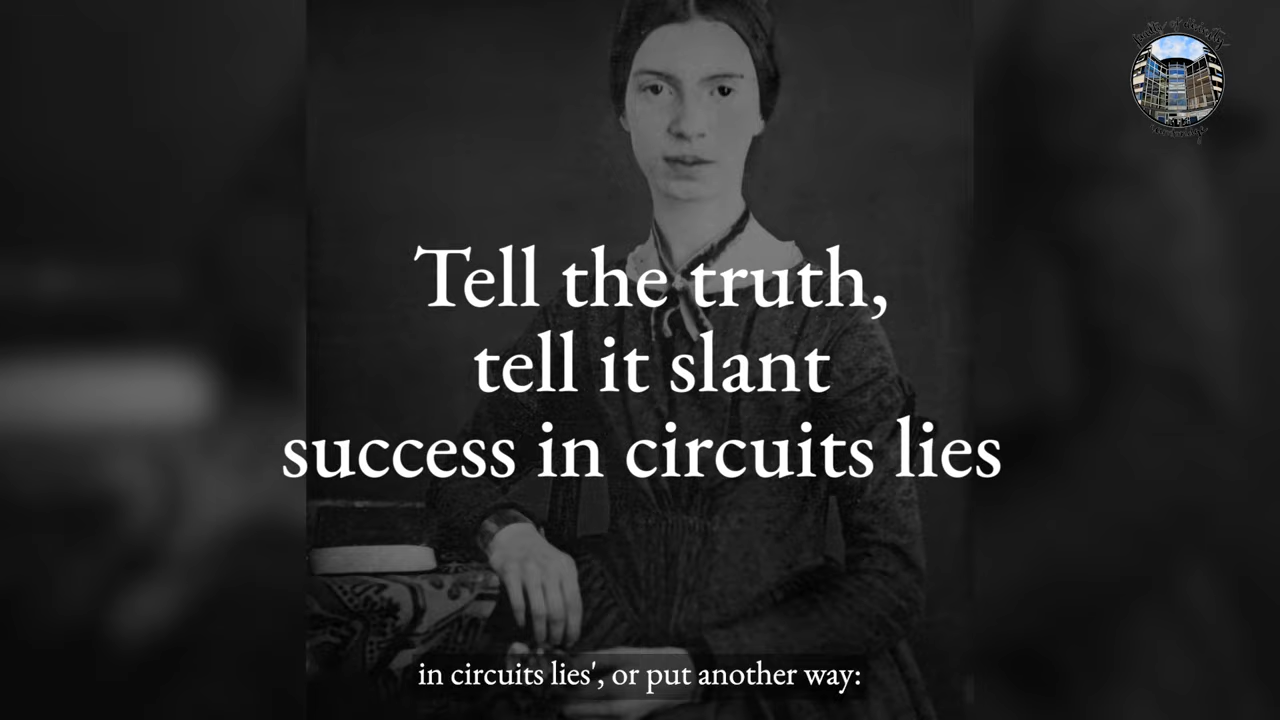 Tell the truth,
tell it slant
success in circuits lies
in circuits lies', or put another way: